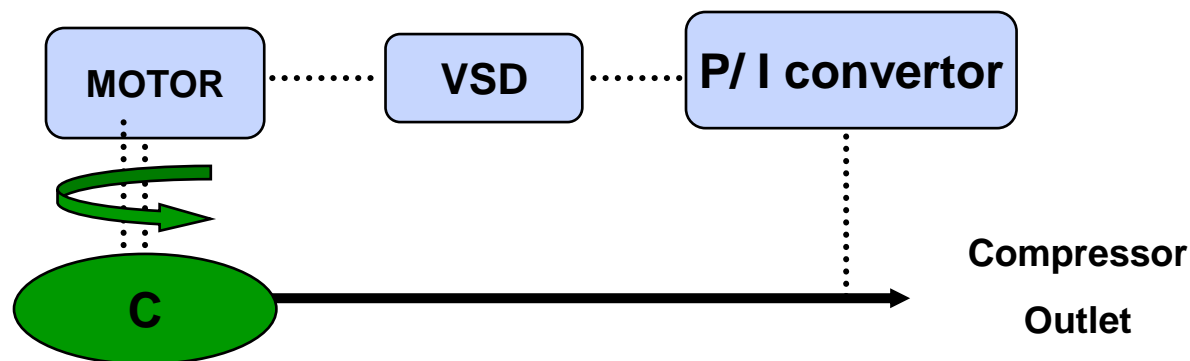 MOTOR
VSD
P/ I convertor
C
Compressor
Outlet